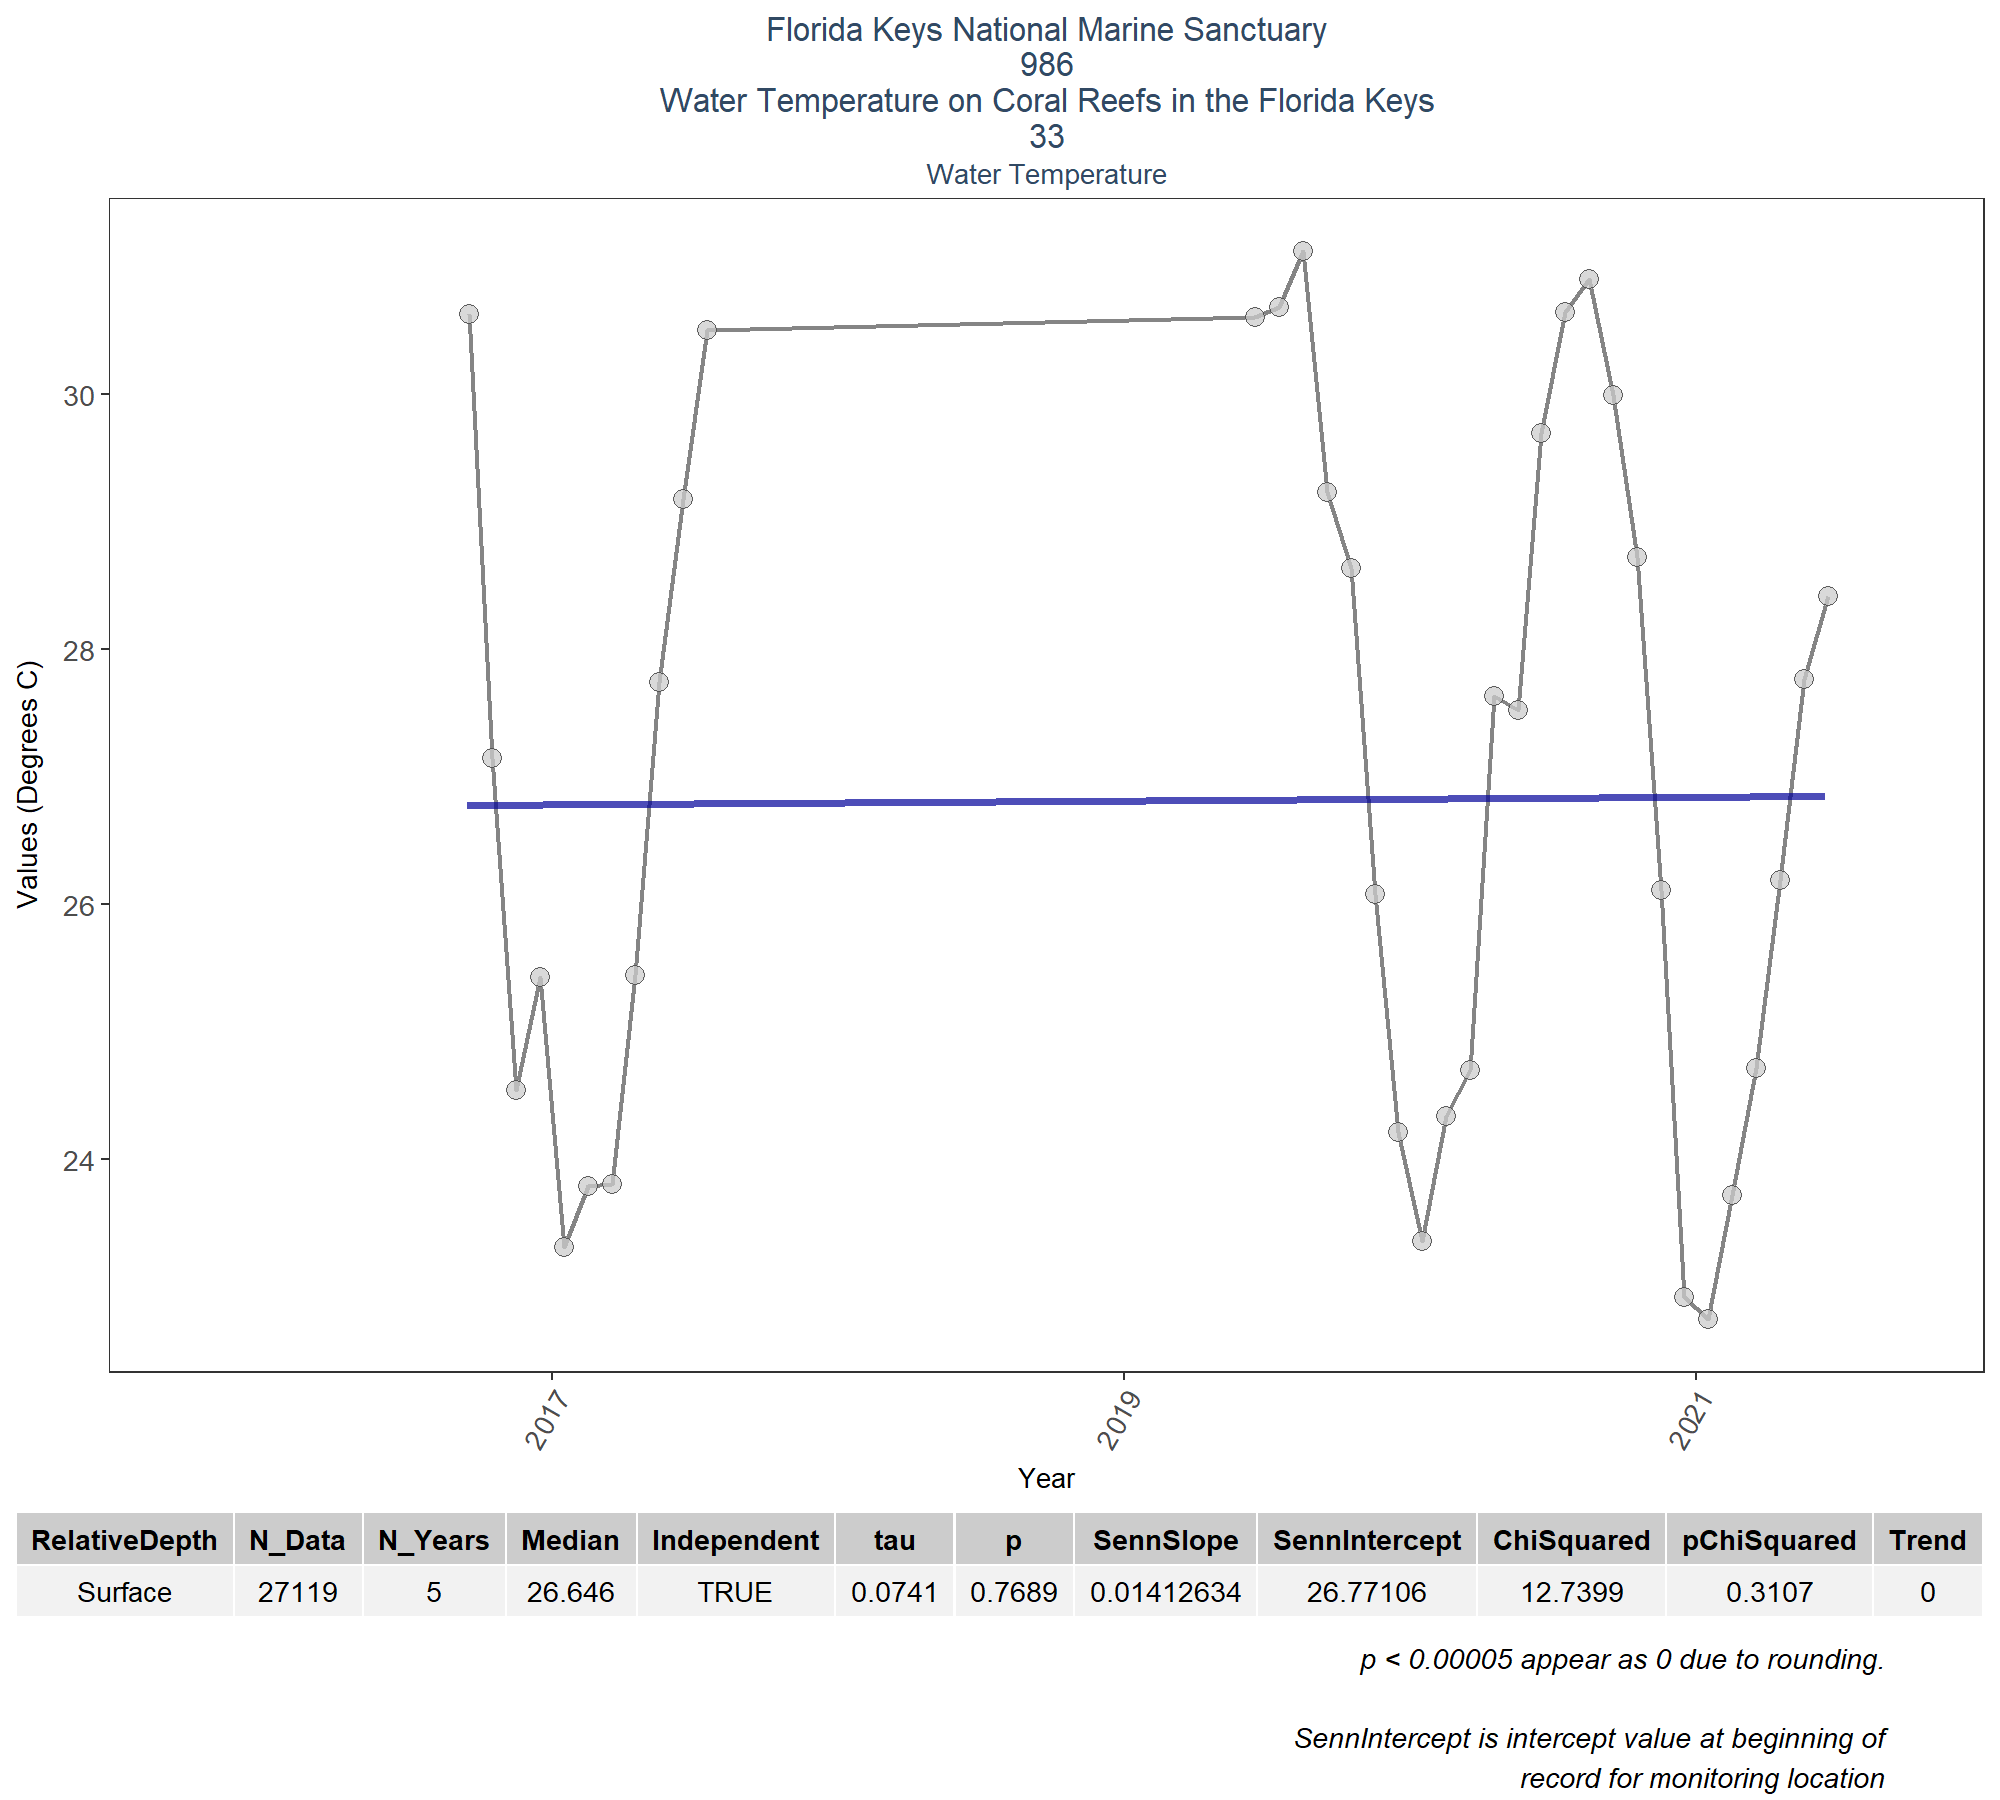 Florida Keys National Marine Sanctuary
986
Water Temperature on Coral Reefs in the Florida Keys
33
Water Temperature
Values (Degrees C)
30
28
26
24
2017
2019
2021
Year
RelativeDepth N_Data N_Years Median Independent tau p SennSlope SennIntercept ChiSquared pChiSquared Trend
Surface 27119 5 26.646 TRUE 0.0741 0.7689 0.01412634 26.77106 12.7399 0.3107 0
p < 0.00005 appear as 0 due to rounding.
SennIntercept is intercept value at beginning of
record for monitoring location